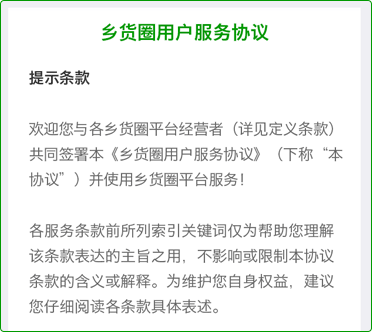 乡货圈用户服务协议
提示条款
欢迎您与各乡货圈平台经营者（详见定义条款）
共同签署本《乡货圈用户服务协议》（下称“本
协议”）并使用乡货圈平台服务！
各服务条款前所列索引关键词仅为帮助您理解
该条款表达的主旨之用，不影响或限制本协议
条款的含义或解释。为维护您自身权益，建议
您仔细阅读各条款具体表述。